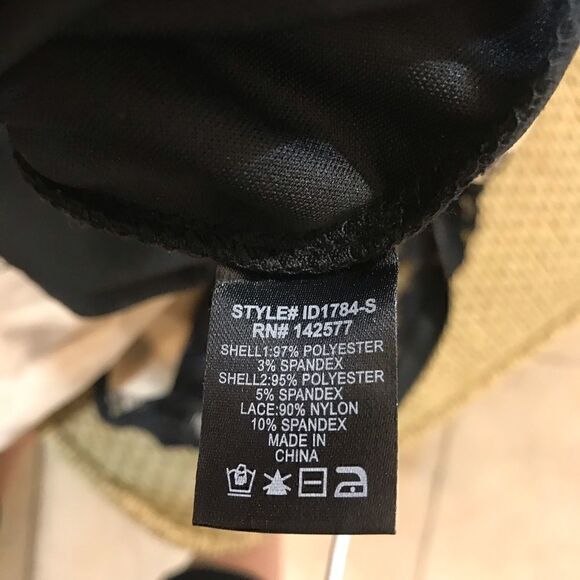 STYLE# ID1784-S
RN# 142577
SHELL1:97% POLYESTER
3% SPANDEX
SHELL2:95% POLYESTER
5% SPANDEX
LACE:90% NYLON
10% SPANDEX
MADE IN
CHINA